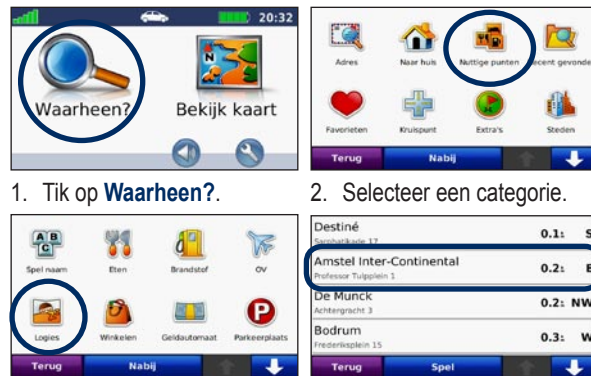 20:32
Waarheen?
Bekijk kaart
Adres
Naar huis
Nuttige punten
ecent gevonde
Favorieten
Kruispunt
Extra's
Steden
Terug
Nabij
1. Tik op Waarheen?.
2. Selecteer een categorie.
A B C
Spel naam
Eten
Brandstof
OV
Logies
Winkelen
Geldautomaat
Parkeerplaats
Terug
Nabij
Destiné 0.1 S
Sarphatikade 17
Amstel Inter-Continental 0.2
Professor Tulpplein 1
De Munck 0.2 NW
Achtergracht 3
Bodrum 0.3 W
Frederiksplein 15
Terug
Spel